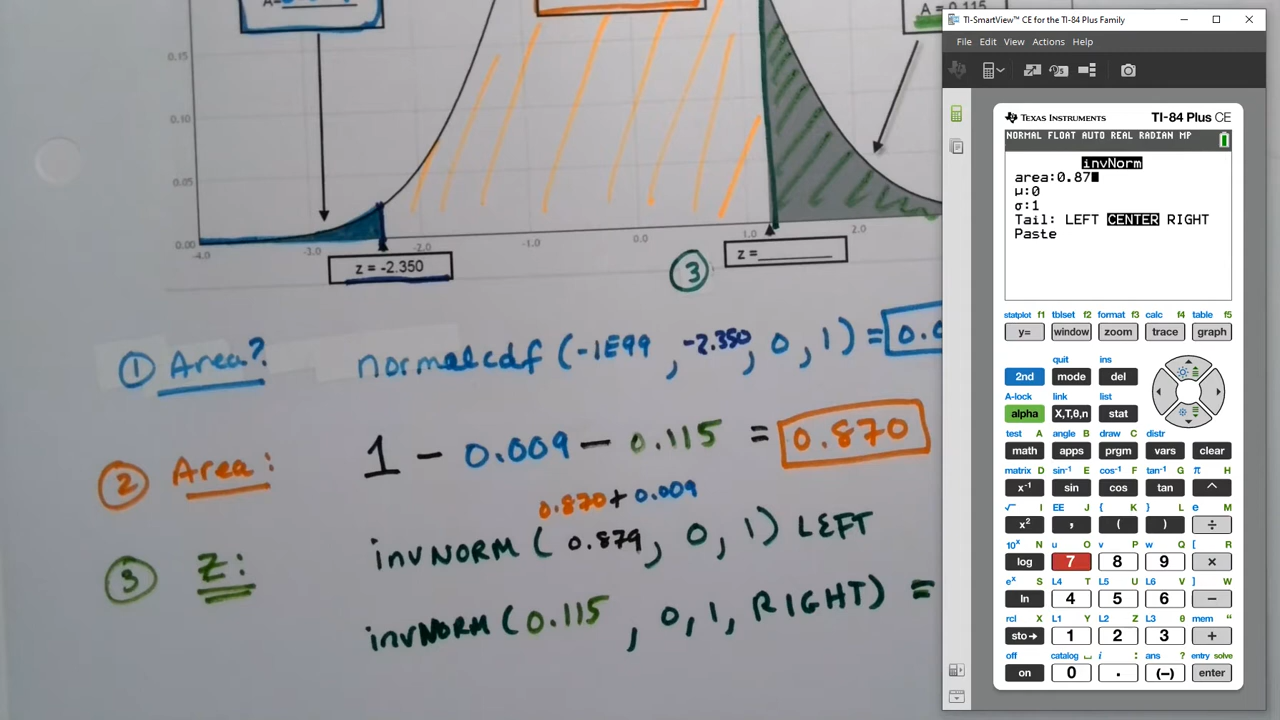 A=
A = 0.115
0.15
0.10
0.05
0.00
-4.0 -3.0 -2.0 -1.0 0.0 1.0 2.0
z = -2.350
z =
③
① Area? normalcdf (-1E99 , -2.350 , 0 , 1) = 0.0
② Area : 1 - 0.009 - 0.115 = 0.870
0.870 + 0.009
③ Z: invNORM ( 0.879 , 0 , 1) LEFT
invNORM ( 0.115 , 0 , 1 , RIGHT) =
TI-SmartView™ CE for the TI-84 Plus Family
File Edit View Actions Help
TEXAS INSTRUMENTS TI-84 Plus CE
NORMAL FLOAT AUTO REAL RADIAN MP
invNorm
area:0.87
μ:0
σ:1
Tail: LEFT CENTER RIGHT
Paste
statplot f1 tblset f2 format f3 calc f4 table f5
y= window zoom trace graph
quit ins
2nd mode del
A-lock link list
alpha X,T,θ,n stat
test A angle B draw C distr
math apps prgm vars clear
matrix D sin⁻¹ E cos⁻¹ F tan⁻¹ G π H
x⁻¹ sin cos tan ^
√ I EE J { K } L e M
x² , ( ) ÷
10ˣ N u O v P w Q [ R
log 7 8 9 ×
eˣ S L4 T L5 U L6 V ] W
ln 4 5 6 −
rcl X L1 Y L2 Z L3 θ mem "
sto→ 1 2 3 +
off catalog i : ans ? entry solve
on 0 . (−) enter